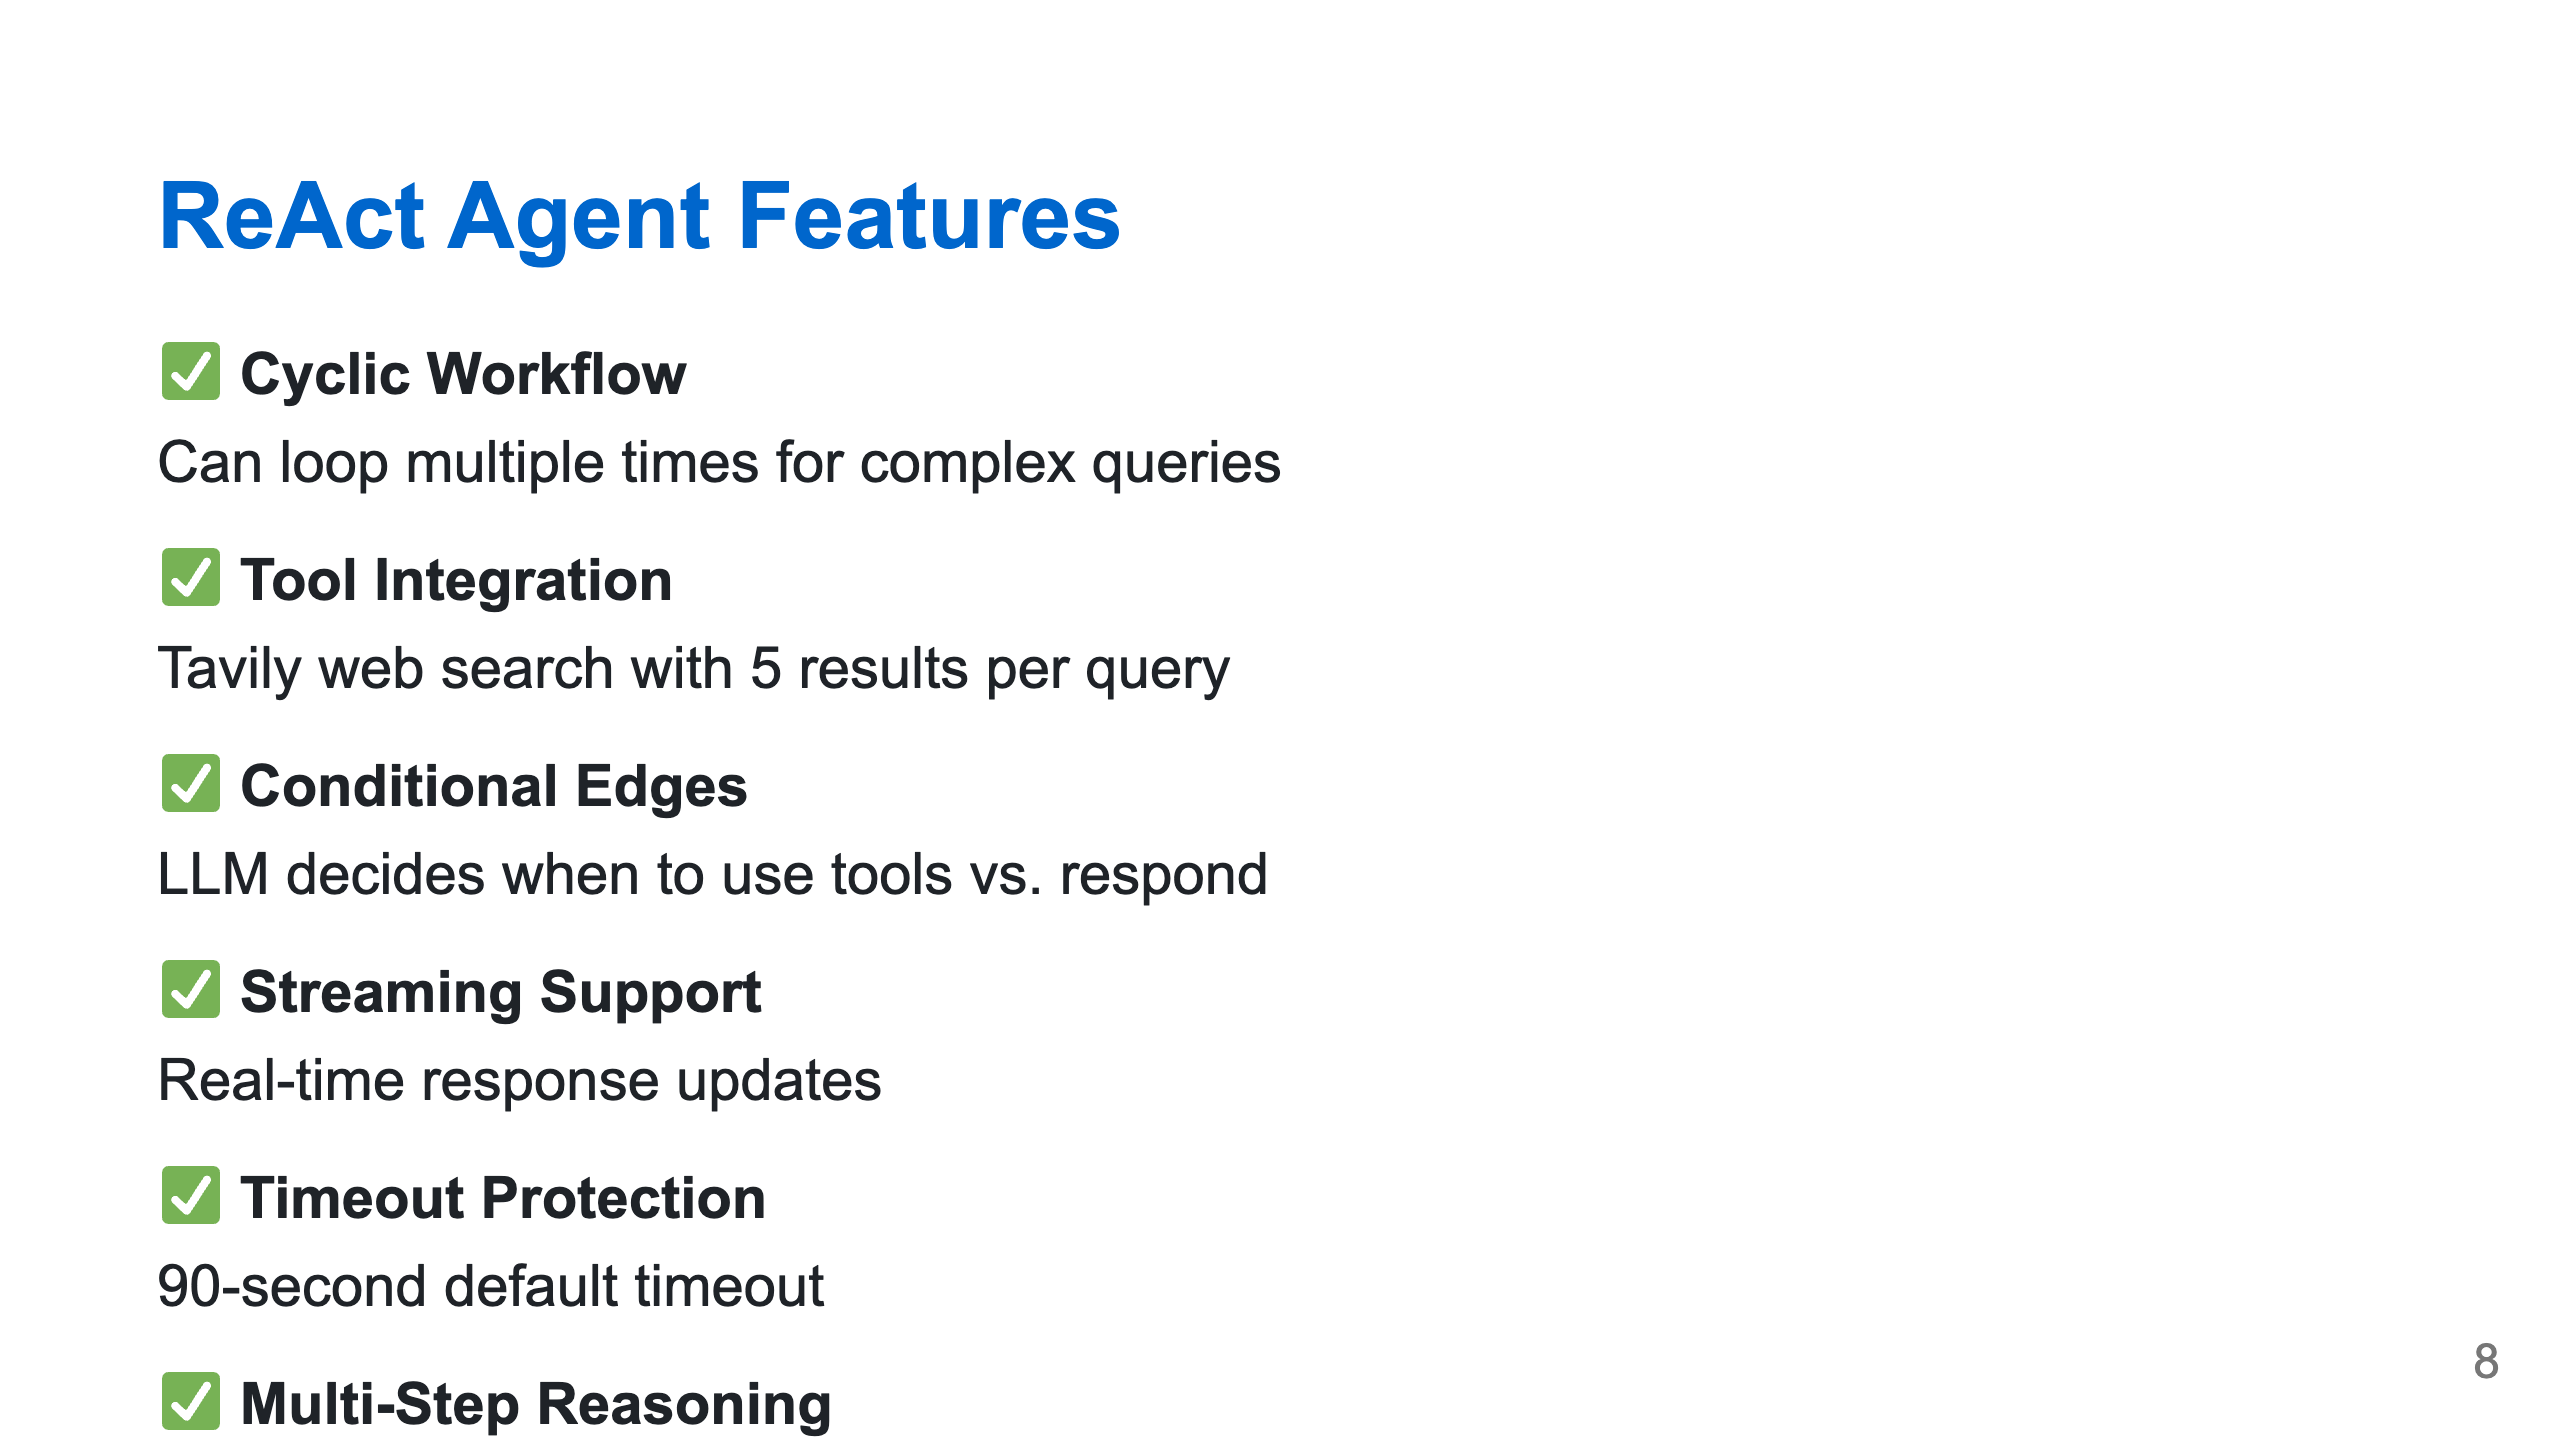 ReAct Agent Features
✅ Cyclic Workflow
Can loop multiple times for complex queries
✅ Tool Integration
Tavily web search with 5 results per query
✅ Conditional Edges
LLM decides when to use tools vs. respond
✅ Streaming Support
Real-time response updates
✅ Timeout Protection
90-second default timeout
✅ Multi-Step Reasoning
8